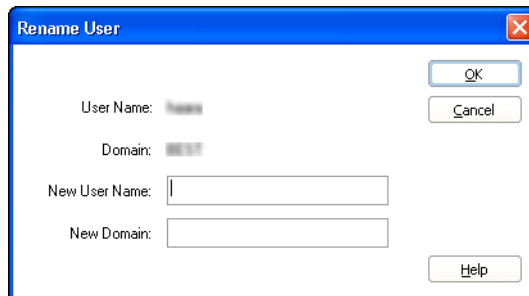 Rename User
OK
User Name:
Cancel
Domain:
New User Name:
New Domain:
Help